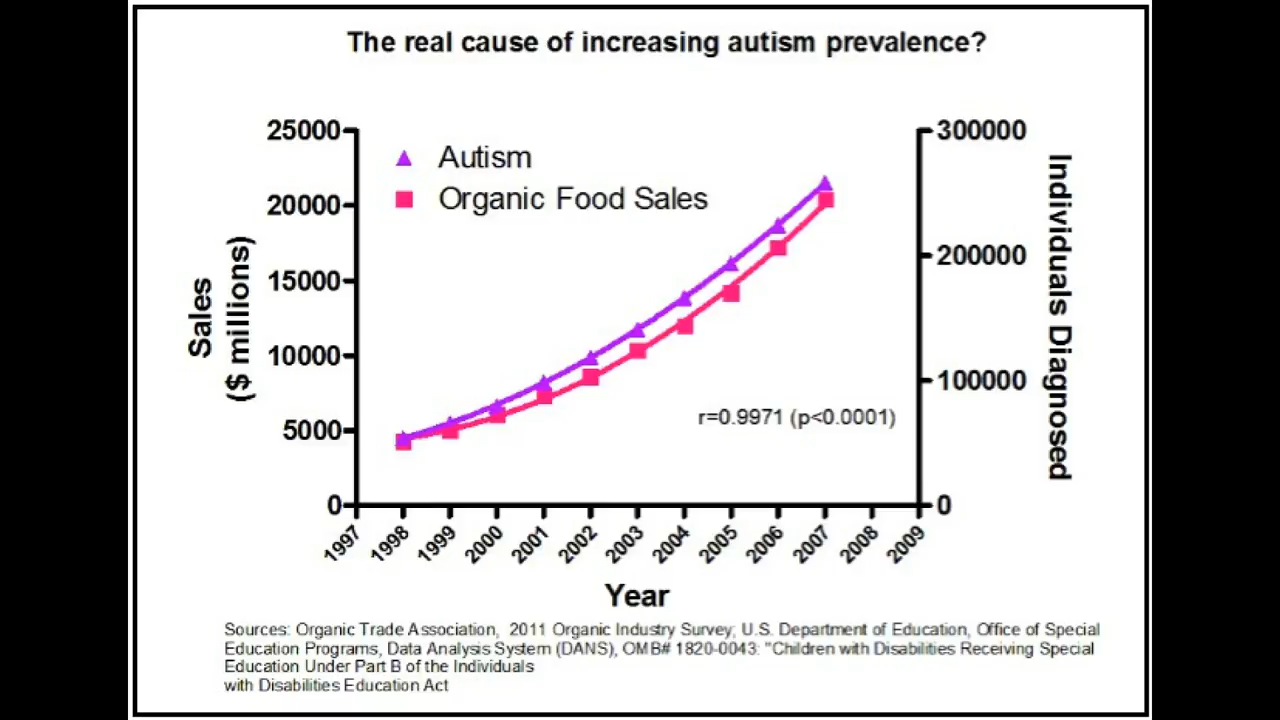 The real cause of increasing autism prevalence?
25000
20000
15000
10000
5000
0
Sales
($ millions)
Autism
Organic Food Sales
r=0.9971 (p<0.0001)
300000
200000
100000
0
Individuals Diagnosed
1997
1998
1999
2000
2001
2002
2003
2004
2005
2006
2007
2008
2009
Year
Sources: Organic Trade Association, 2011 Organic Industry Survey; U.S. Department of Education, Office of Special
Education Programs, Data Analysis System (DANS), OMB# 1820-0043: "Children with Disabilities Receiving Special
Education Under Part B of the Individuals
with Disabilities Education Act